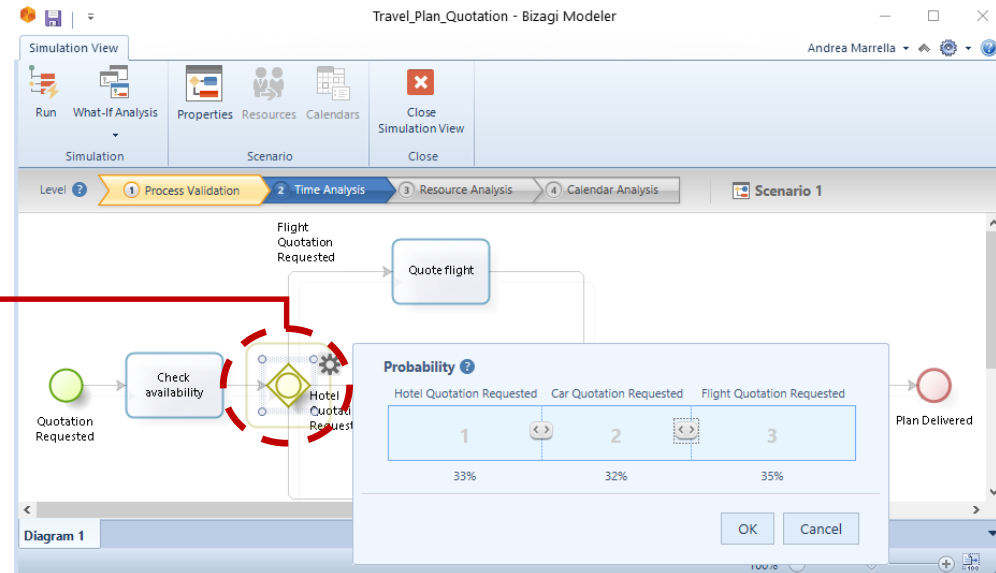 Travel_Plan_Quotation - Bizagi Modeler
Simulation View
Andrea Marrella
Run
What-If Analysis
Properties
Resources
Calendars
Close
Simulation View
Simulation
Scenario
Close
Level ?
1 Process Validation
2 Time Analysis
3 Resource Analysis
4 Calendar Analysis
Scenario 1
Flight
Quotation
Requested
Quote flight
Check
availability
Quotation
Requested
Hotel
Quotati
Request
Probability ?
Hotel Quotation Requested
Car Quotation Requested
Flight Quotation Requested
1
2
3
33%
32%
35%
OK
Cancel
Plan Delivered
Diagram 1